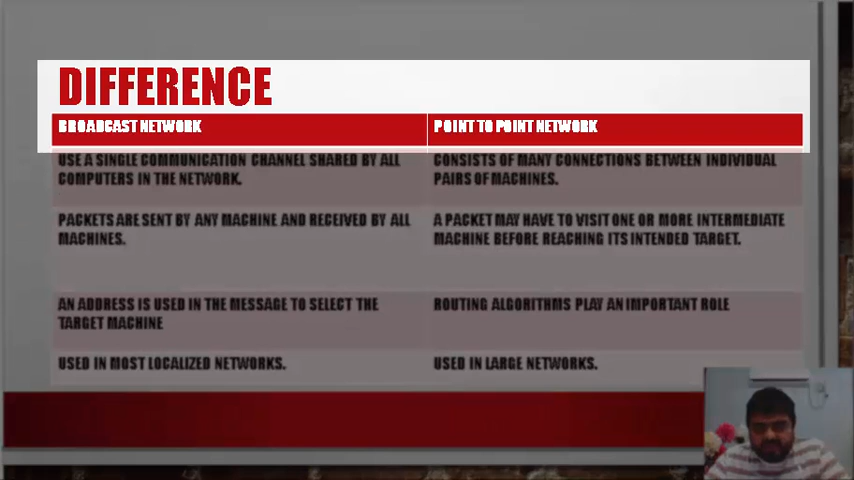 DIFFERENCE
BROADCAST NETWORK
POINT TO POINT NETWORK
USE A SINGLE COMMUNICATION CHANNEL SHARED BY ALL
COMPUTERS IN THE NETWORK.
CONSISTS OF MANY CONNECTIONS BETWEEN INDIVIDUAL
PAIRS OF MACHINES.
PACKETS ARE SENT BY ANY MACHINE AND RECEIVED BY ALL
MACHINES.
A PACKET MAY HAVE TO VISIT ONE OR MORE INTERMEDIATE
MACHINE BEFORE REACHING ITS INTENDED TARGET.
AN ADDRESS IS USED IN THE MESSAGE TO SELECT THE
TARGET MACHINE
ROUTING ALGORITHMS PLAY AN IMPORTANT ROLE
USED IN MOST LOCALIZED NETWORKS.
USED IN LARGE NETWORKS.